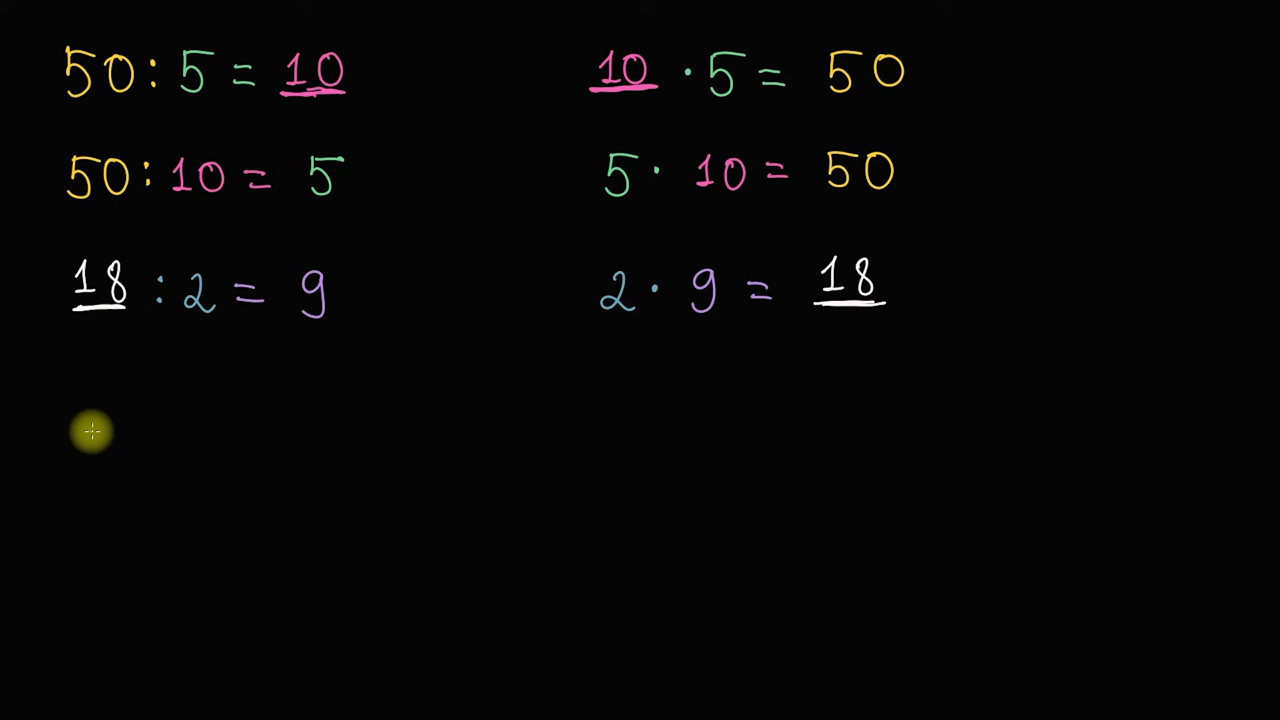 50 : 5 = 10 10 · 5 = 50
50 : 10 = 5 5 · 10 = 50
18 : 2 = 9 2 · 9 = 18